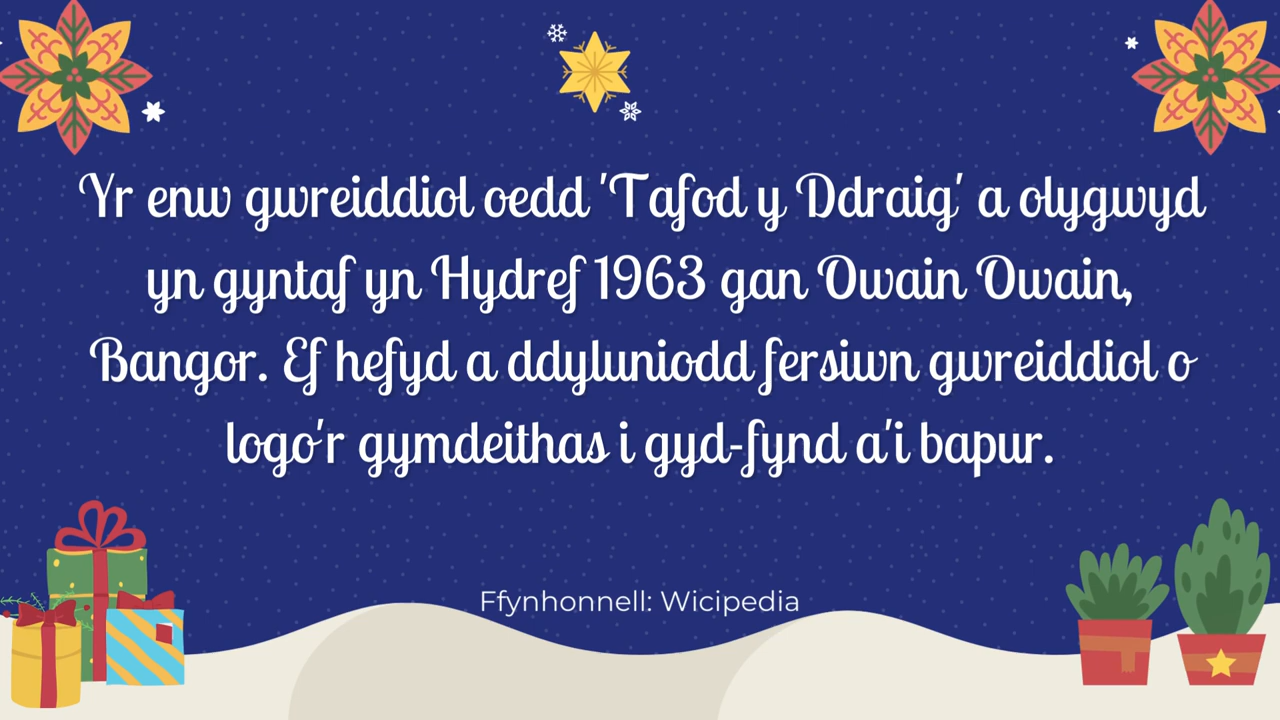 Yr enw gwreiddiol oedd 'Tafod y Ddraig' a olygwyd
yn gyntaf yn Hydref 1963 gan Owain Owain,
Bangor. Ef hefyd a ddyluniodd fersiwn gwreiddiol o
logo'r gymdeithas i gyd-fynd a'i bapur.
Ffynhonnell: Wicipedia